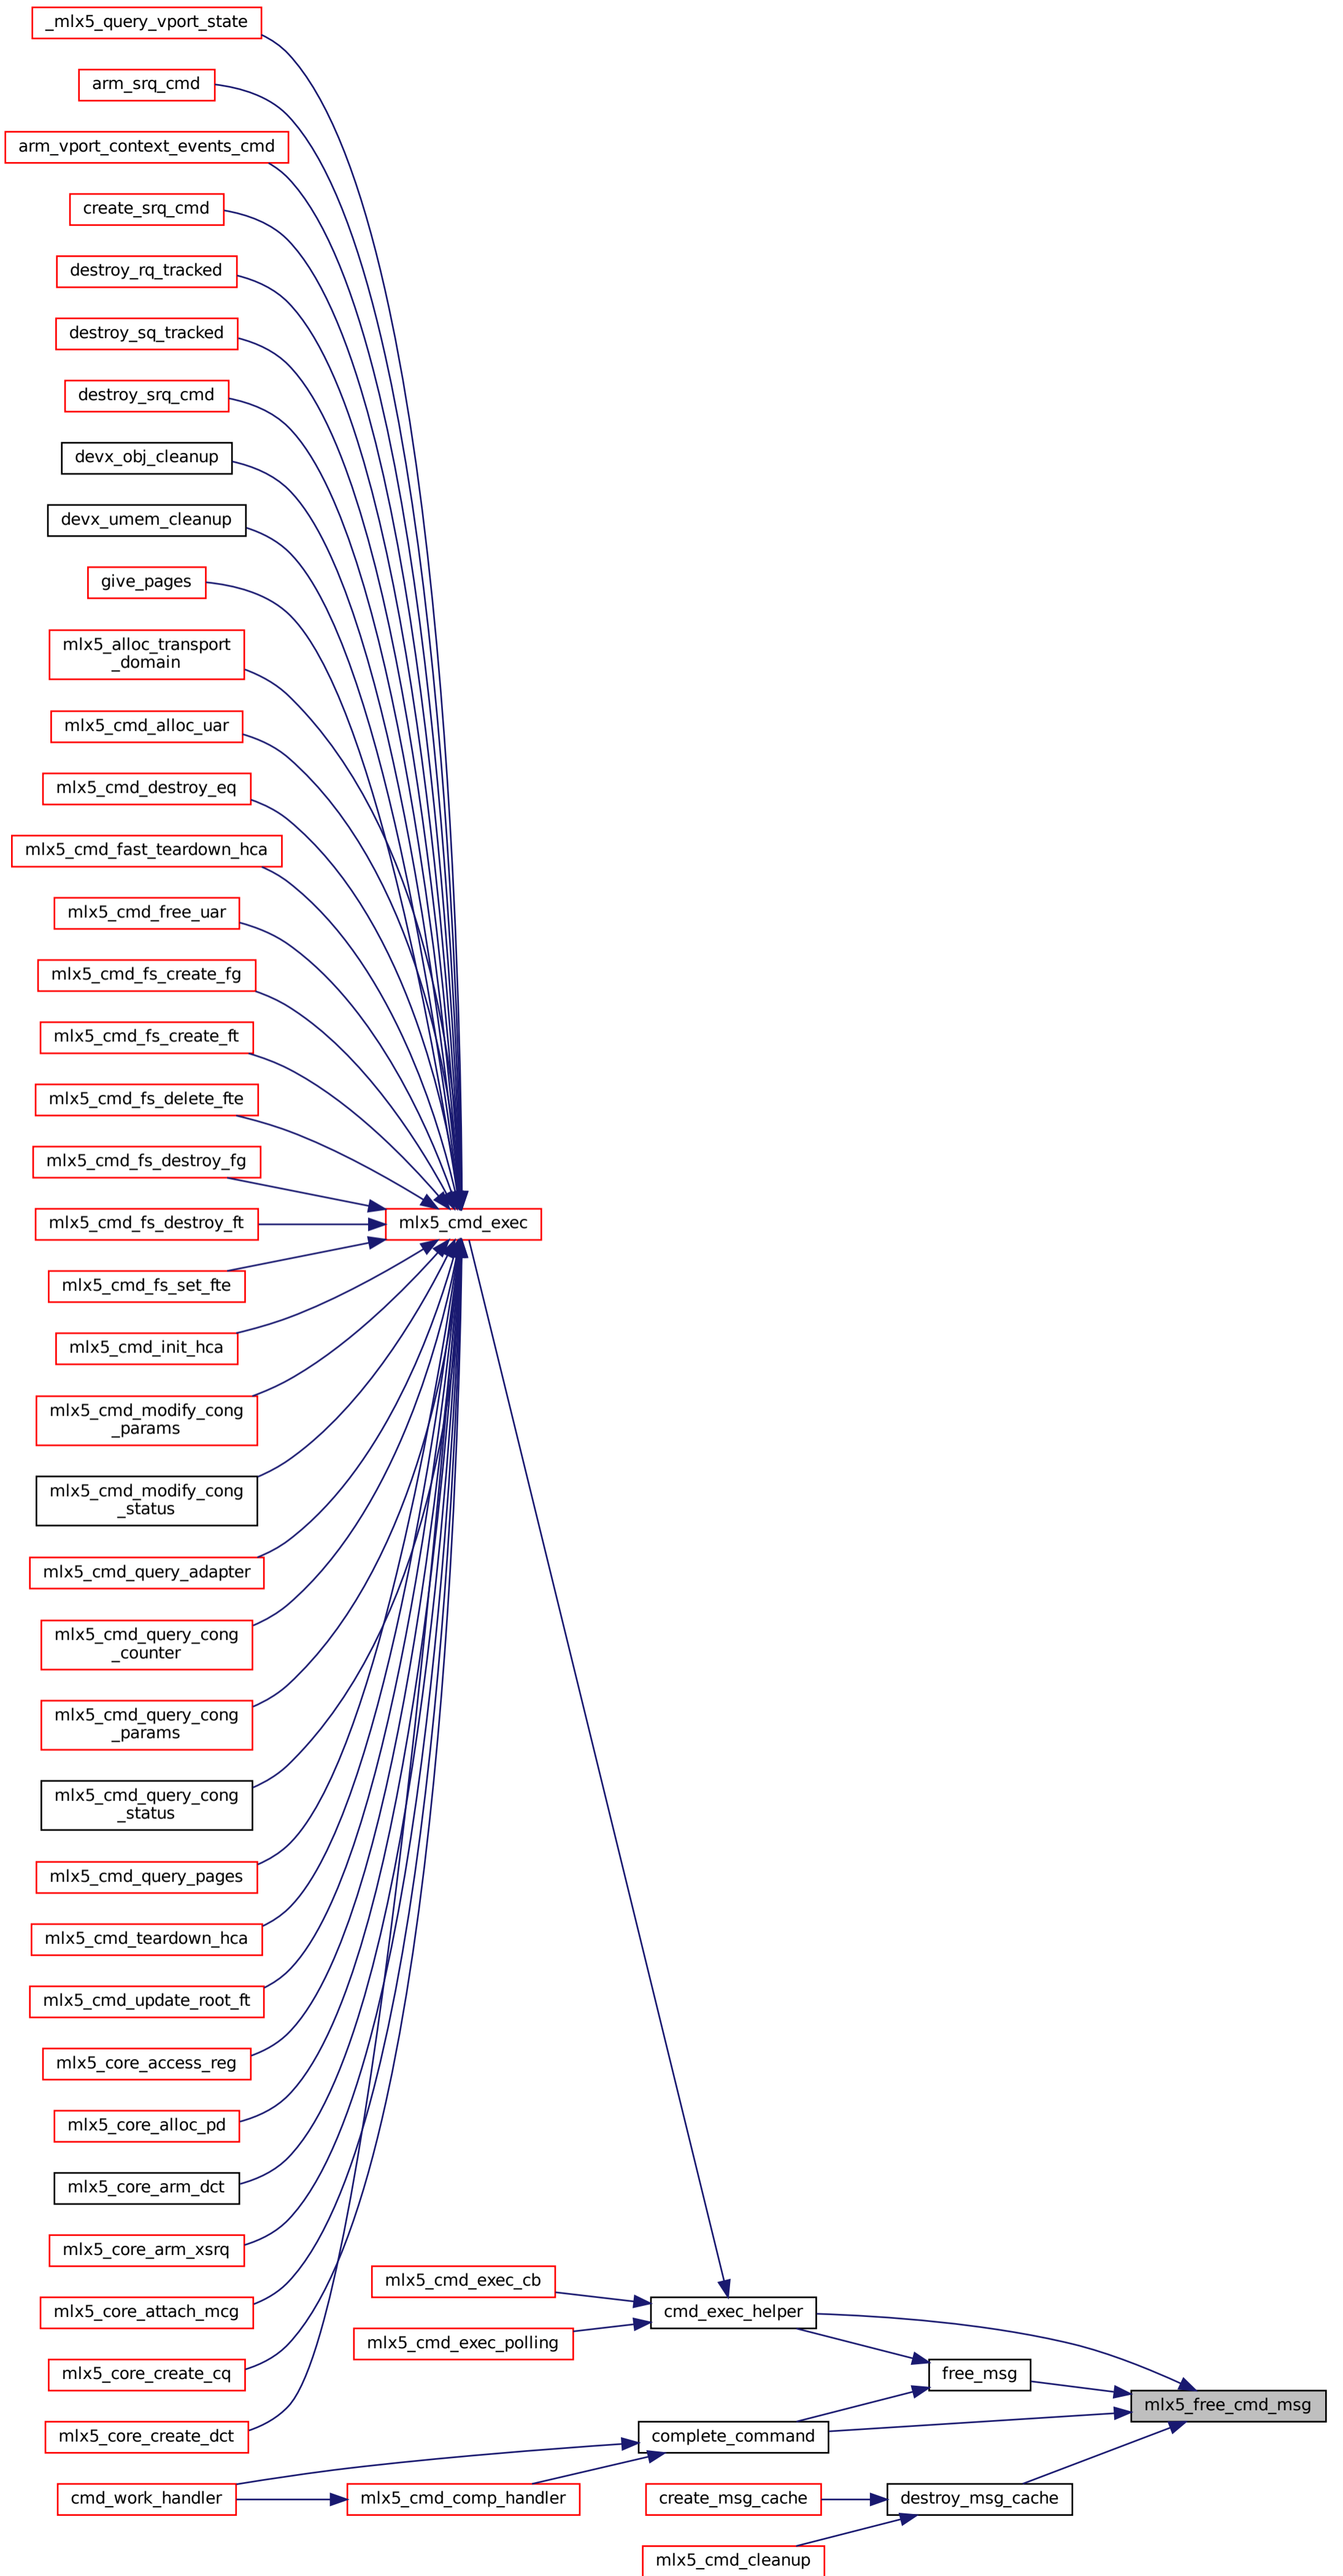 _mlx5_query_vport_state
arm_srq_cmd
arm_vport_context_events_cmd
create_srq_cmd
destroy_rq_tracked
destroy_sq_tracked
destroy_srq_cmd
devx_obj_cleanup
devx_umem_cleanup
give_pages
mlx5_alloc_transport
_domain
mlx5_cmd_alloc_uar
mlx5_cmd_destroy_eq
mlx5_cmd_fast_teardown_hca
mlx5_cmd_free_uar
mlx5_cmd_fs_create_fg
mlx5_cmd_fs_create_ft
mlx5_cmd_fs_delete_fte
mlx5_cmd_fs_destroy_fg
mlx5_cmd_fs_destroy_ft
mlx5_cmd_exec
mlx5_cmd_fs_set_fte
mlx5_cmd_init_hca
mlx5_cmd_modify_cong
_params
mlx5_cmd_modify_cong
_status
mlx5_cmd_query_adapter
mlx5_cmd_query_cong
_counter
mlx5_cmd_query_cong
_params
mlx5_cmd_query_cong
_status
mlx5_cmd_query_pages
mlx5_cmd_teardown_hca
mlx5_cmd_update_root_ft
mlx5_core_access_reg
mlx5_core_alloc_pd
mlx5_core_arm_dct
mlx5_core_arm_xsrq
mlx5_cmd_exec_cb
mlx5_core_attach_mcg
cmd_exec_helper
mlx5_cmd_exec_polling
mlx5_core_create_cq
free_msg
mlx5_free_cmd_msg
mlx5_core_create_dct
complete_command
cmd_work_handler
mlx5_cmd_comp_handler
create_msg_cache
destroy_msg_cache
mlx5_cmd_cleanup